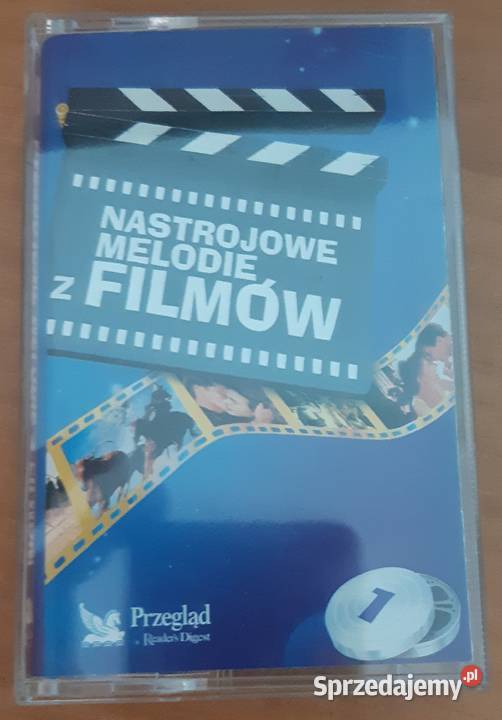 NASTROJOWE
MELODIE
Z FILMÓW
1
Przegląd
Reader's Digest
Sprzedajemy.pl